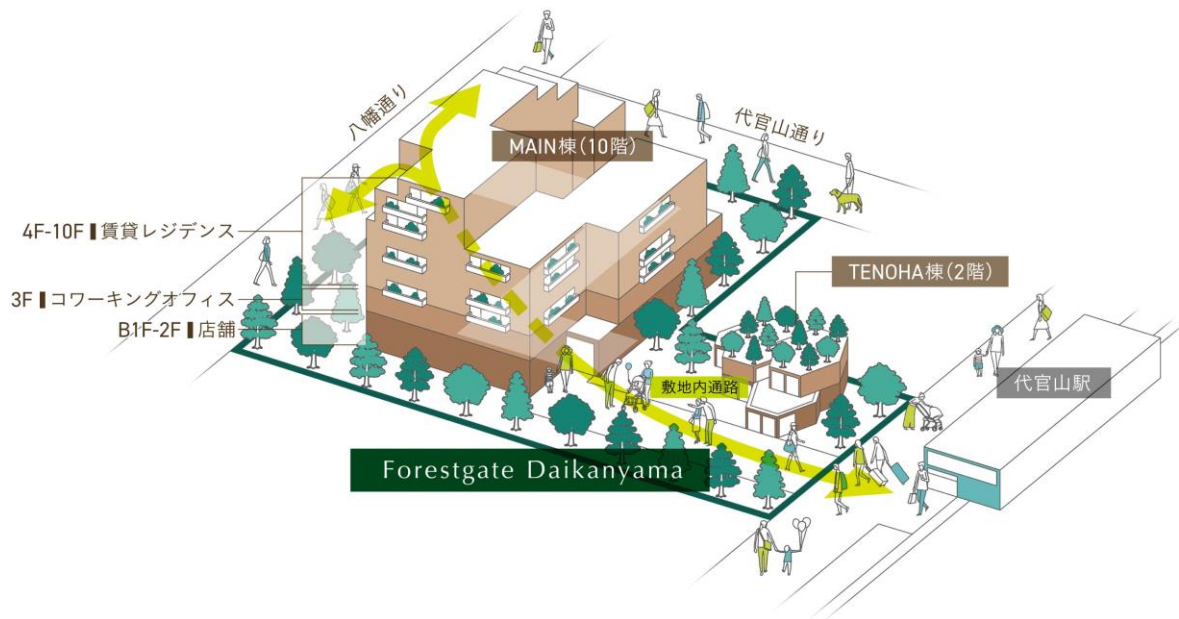 八幡通り
代官山通り
MAIN棟(10階)
4F-10F▐賃貸レジデンス
3F▐コワーキングオフィス
B1F-2F▐店舗
TENOHA棟(2階)
敷地内通路
代官山駅
Forestgate Daikanyama